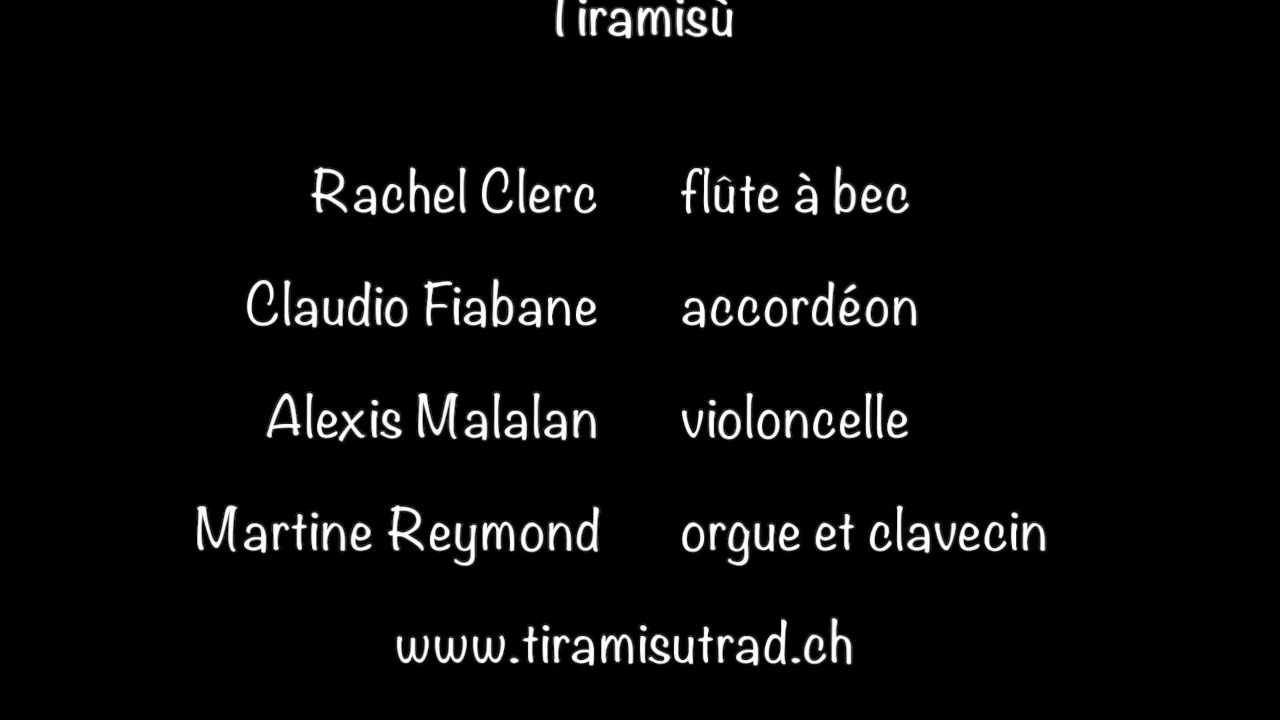 Tiramisù
Rachel Clerc flûte à bec
Claudio Fiabane accordéon
Alexis Malalan violoncelle
Martine Reymond orgue et clavecin
www.tiramisutrad.ch